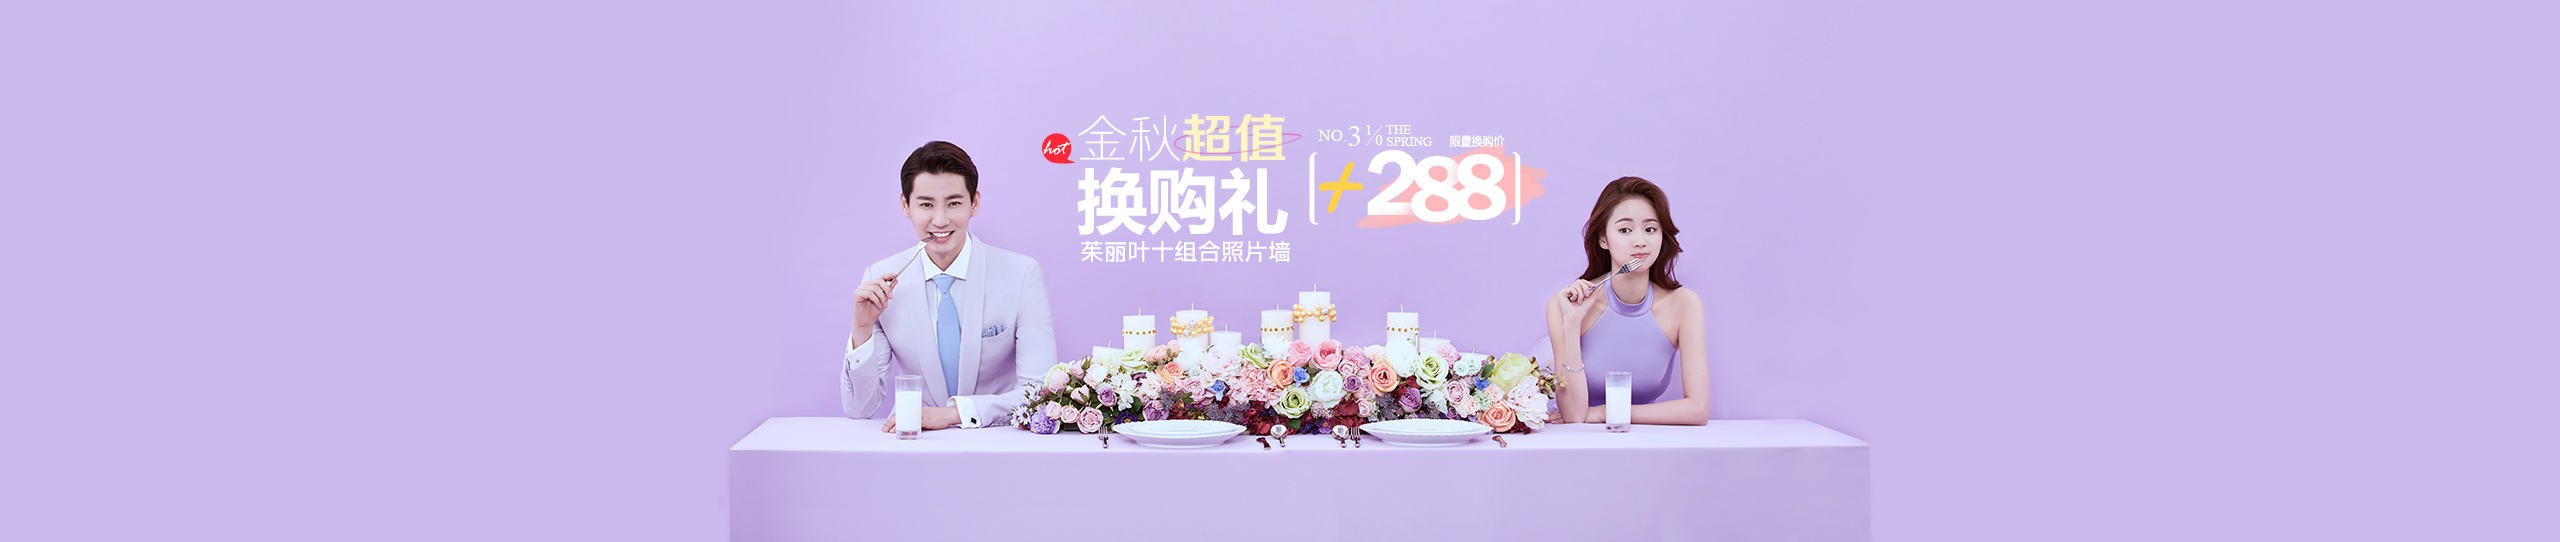 hot
金秋超值
换购礼
茱丽叶十组合照片墙
NO.3 1/0 THE SPRING
限量换购价
[+288]